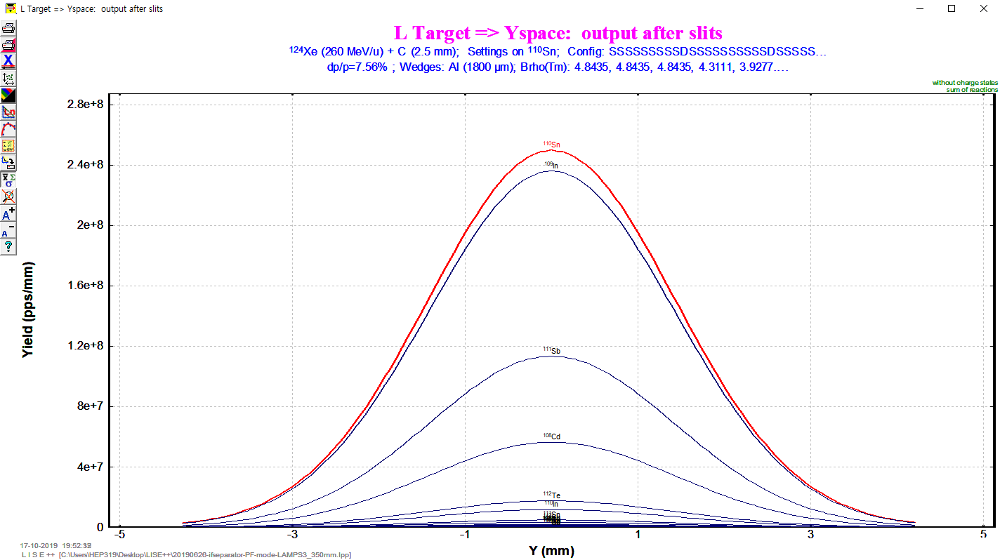 L Target => Yspace: output after slits
L Target => Yspace: output after slits
¹²⁴Xe (260 MeV/u) + C (2.5 mm); Settings on ¹¹⁰Sn; Config: SSSSSSSSSDSSSSSSSSSSDSSSSS...
dp/p=7.56% ; Wedges: Al (1800 µm); Brho(Tm): 4.8435, 4.8435, 4.8435, 4.3111, 3.9277....
without charge states
sum of reactions
2.8e+8
2.4e+8
2e+8
1.6e+8
1.2e+8
8e+7
4e+7
0
Yield (pps/mm)
¹¹⁰Sn
¹⁰⁹In
¹¹¹Sb
¹⁰⁸Cd
¹¹²Te
¹¹⁰In
¹¹¹Sn
-5
-3
-1
1
3
5
Y (mm)
17-10-2019
L I S E ++ [C:\Users\HEP319\Desktop\LISE++\20190626-ifseparator-PF-mode-LAMPS3_350mm.lpp]